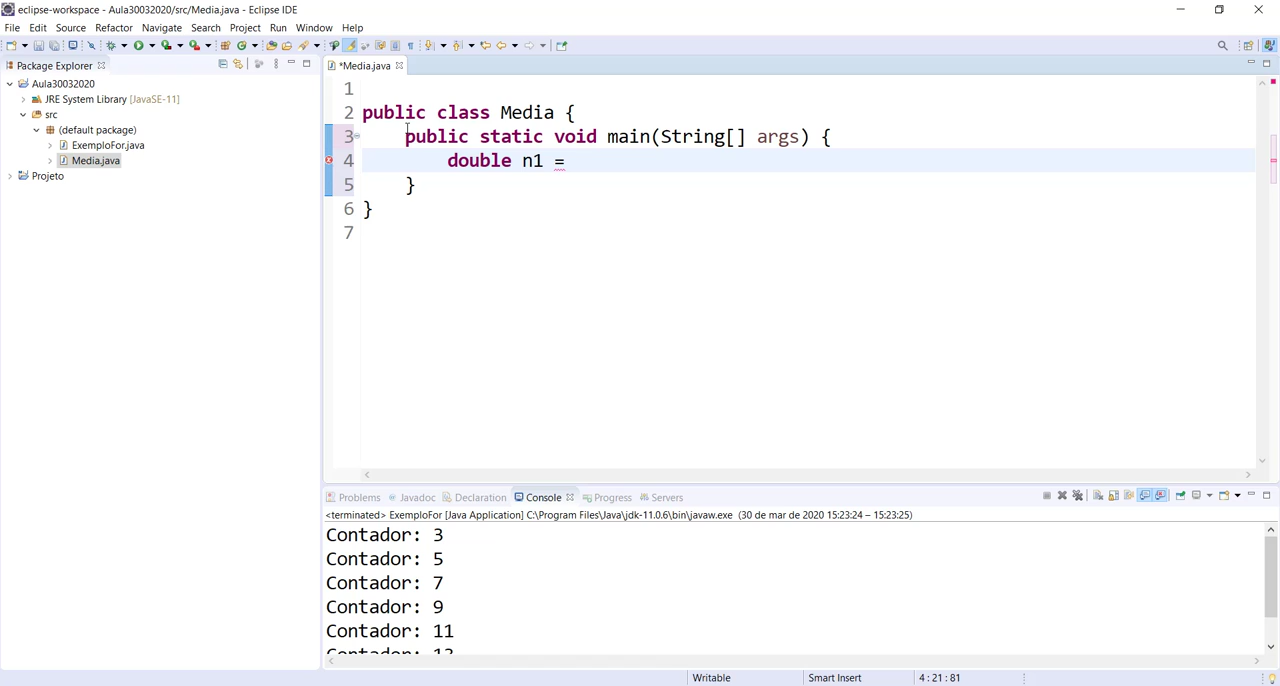 eclipse-workspace - Aula30032020/src/Media.java - Eclipse IDE
File Edit Source Refactor Navigate Search Project Run Window Help
Package Explorer
*Media.java
Aula30032020
JRE System Library [JavaSE-11]
src
(default package)
ExemploFor.java
Media.java
Projeto
1
2 public class Media {
3 public static void main(String[] args) {
4 double n1 =
5 }
6 }
7
Problems Javadoc Declaration Console Progress Servers
<terminated> ExemploFor [Java Application] C:\Program Files\Java\jdk-11.0.6\bin\javaw.exe (30 de mar de 2020 15:23:24 – 15:23:25)
Contador: 3
Contador: 5
Contador: 7
Contador: 9
Contador: 11
Contador: 13
Writable Smart Insert 4 : 21 : 81